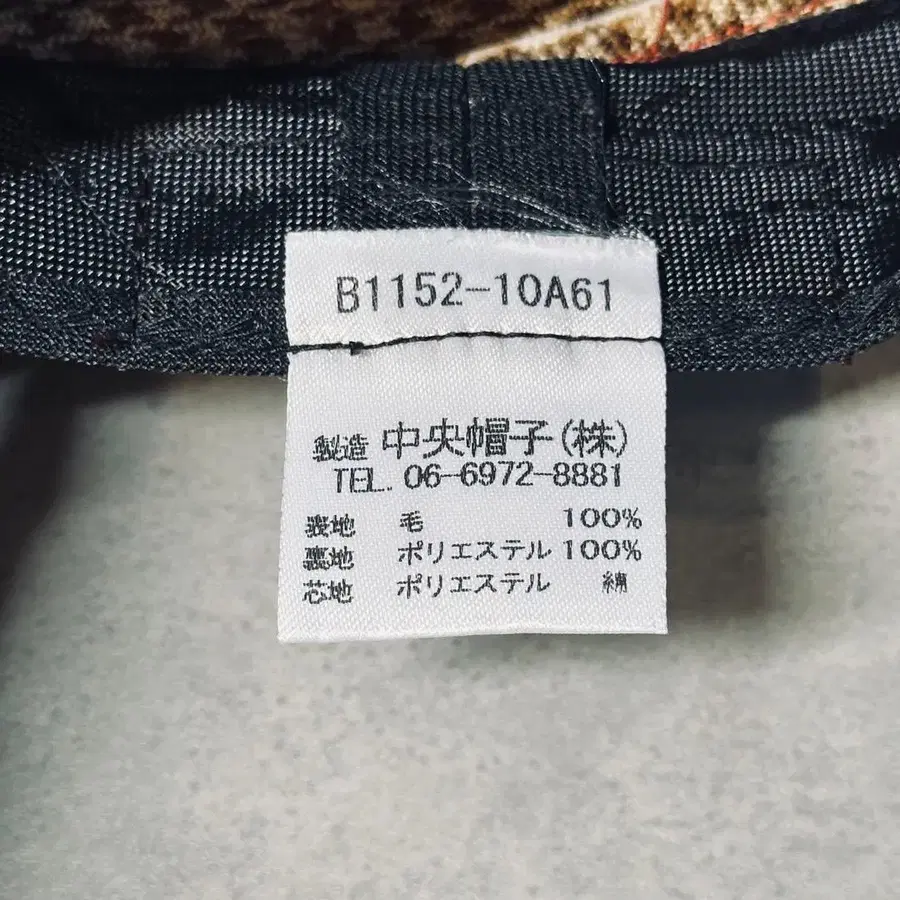 B1152-10A61
製造 中央帽子(株)
TEL. 06-6972-8881
表地 毛 100%
裏地 ポリエステル 100%
芯地 ポリエステル 綿